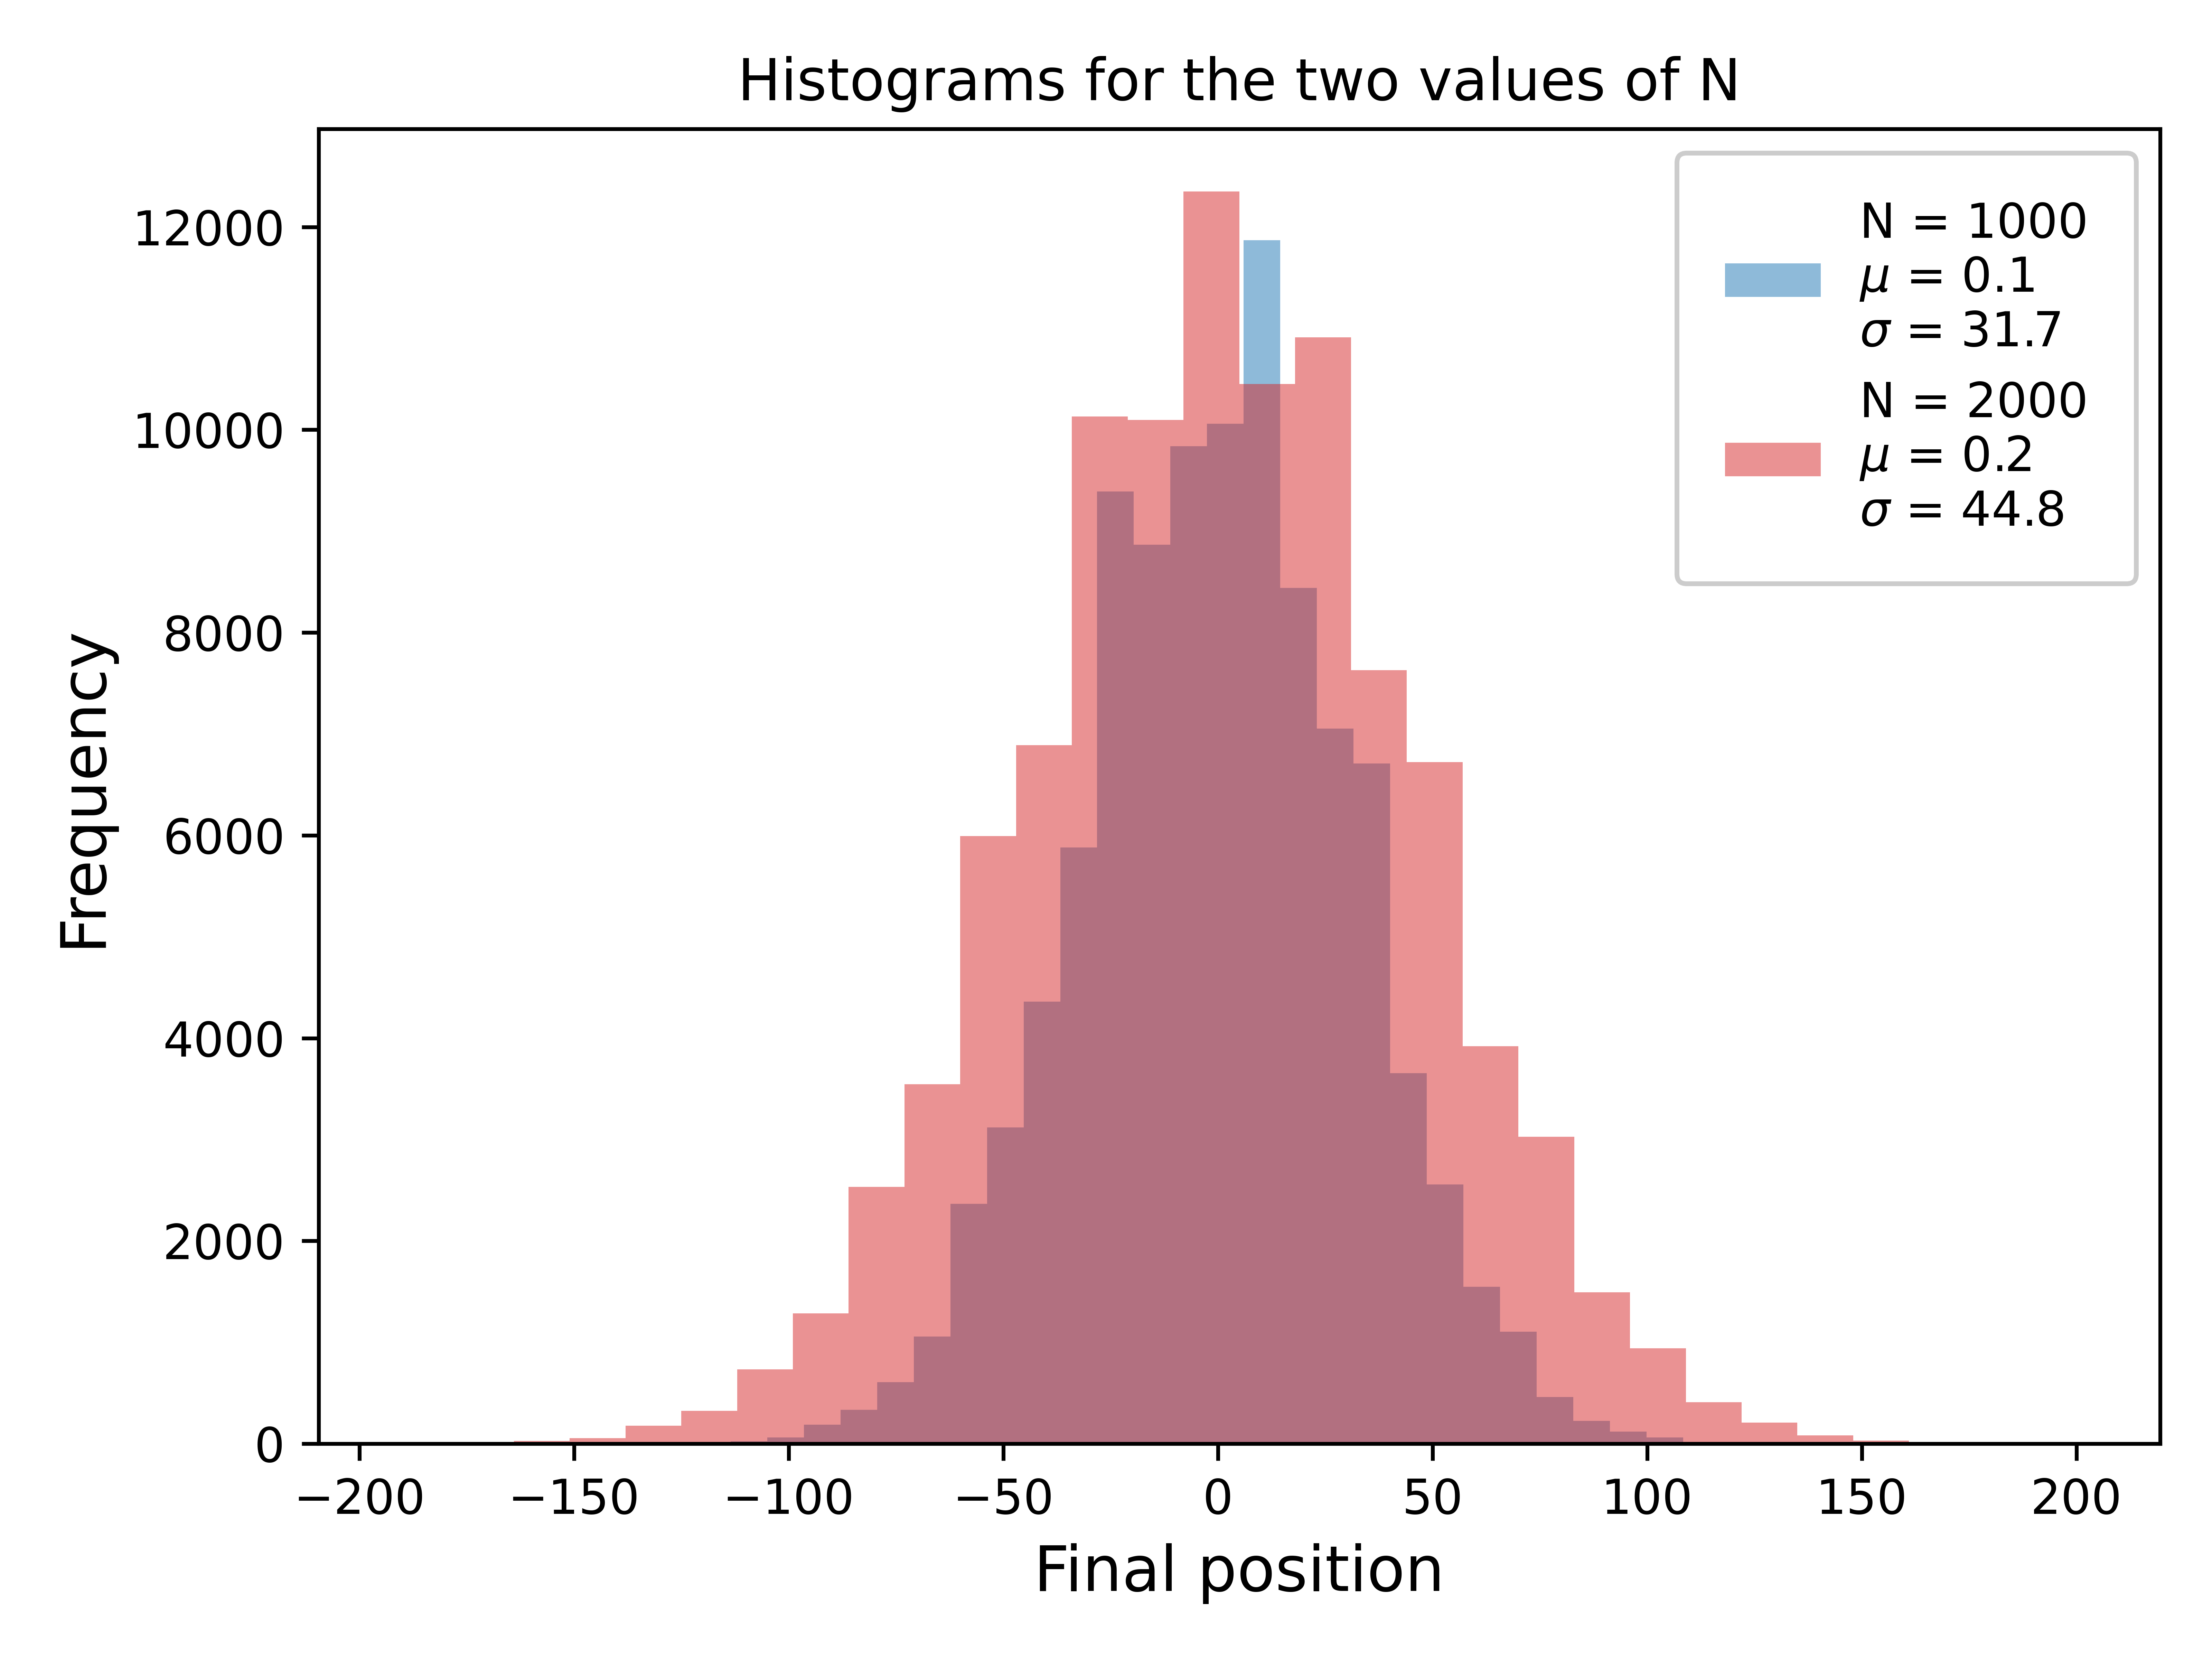 Histograms for the two values of N
12000
10000
8000
6000
4000
2000
0
Frequency
N = 1000
μ = 0.1
σ = 31.7
N = 2000
μ = 0.2
σ = 44.8
−200 −150 −100 −50 0 50 100 150 200
Final position